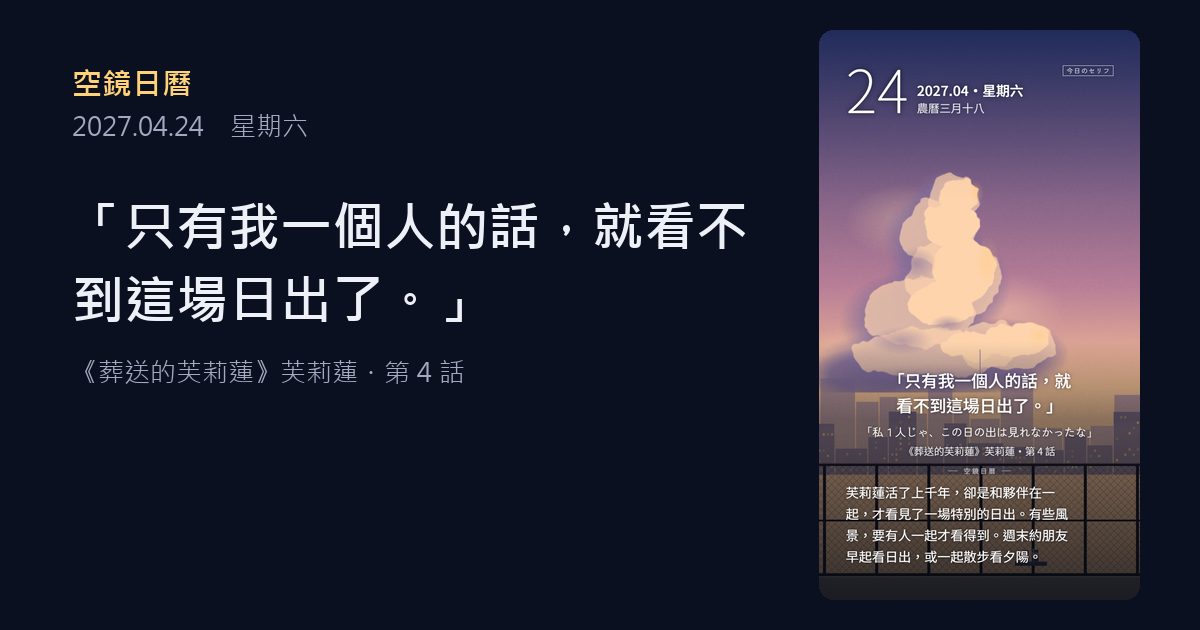 空鏡日曆
2027.04.24 星期六
「只有我一個人的話，就看不
到這場日出了。」
《葬送的芙莉蓮》芙莉蓮・第 4 話
今日のセリフ
24
2027.04・星期六
農曆三月十八
「只有我一個人的話，就
看不到這場日出了。」
「私１人じゃ、この日の出は見れなかったな」
《葬送的芙莉蓮》芙莉蓮・第 4 話
— 空鏡日曆 —
芙莉蓮活了上千年，卻是和夥伴在一
起，才看見了一場特別的日出。有些風
景，要有人一起才看得到。週末約朋友
早起看日出，或一起散步看夕陽。